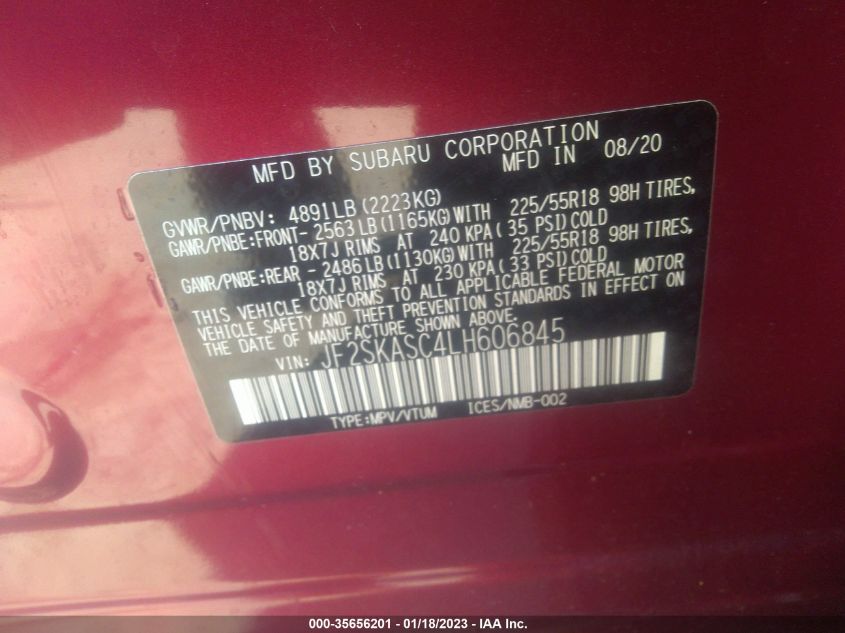 MFD BY SUBARU CORPORATION
MFD IN 08/20
GVWR/PNBV: 4891LB (2223KG)
GAWR/PNBE:FRONT- 2563LB(1165KG)WITH 225/55R18 98H TIRES,
18X7J RIMS AT 240 KPA( 35 PSI)COLD
GAWR/PNBE:REAR - 2486LB(1130KG)WITH 225/55R18 98H TIRES,
18X7J RIMS AT 230 KPA( 33 PSI)COLD
THIS VEHICLE CONFORMS TO ALL APPLICABLE FEDERAL MOTOR
VEHICLE SAFETY AND THEFT PREVENTION STANDARDS IN EFFECT ON
THE DATE OF MANUFACTURE SHOWN ABOVE.
VIN: JF2SKASC4LH606845
TYPE:MPV/VTUM ICES/NMB-002
000-35656201 - 01/18/2023 - IAA Inc.